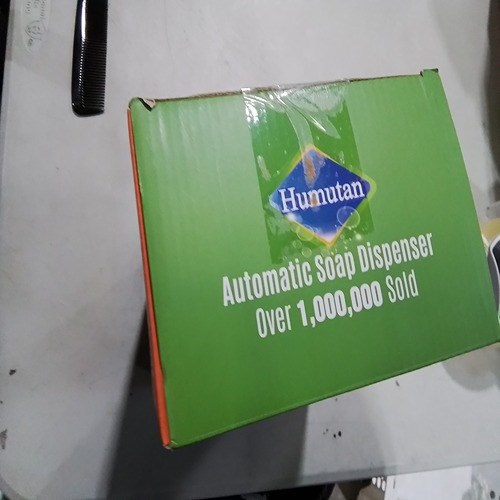 Humutan
Automatic Soap Dispenser
Over 1,000,000 Sold